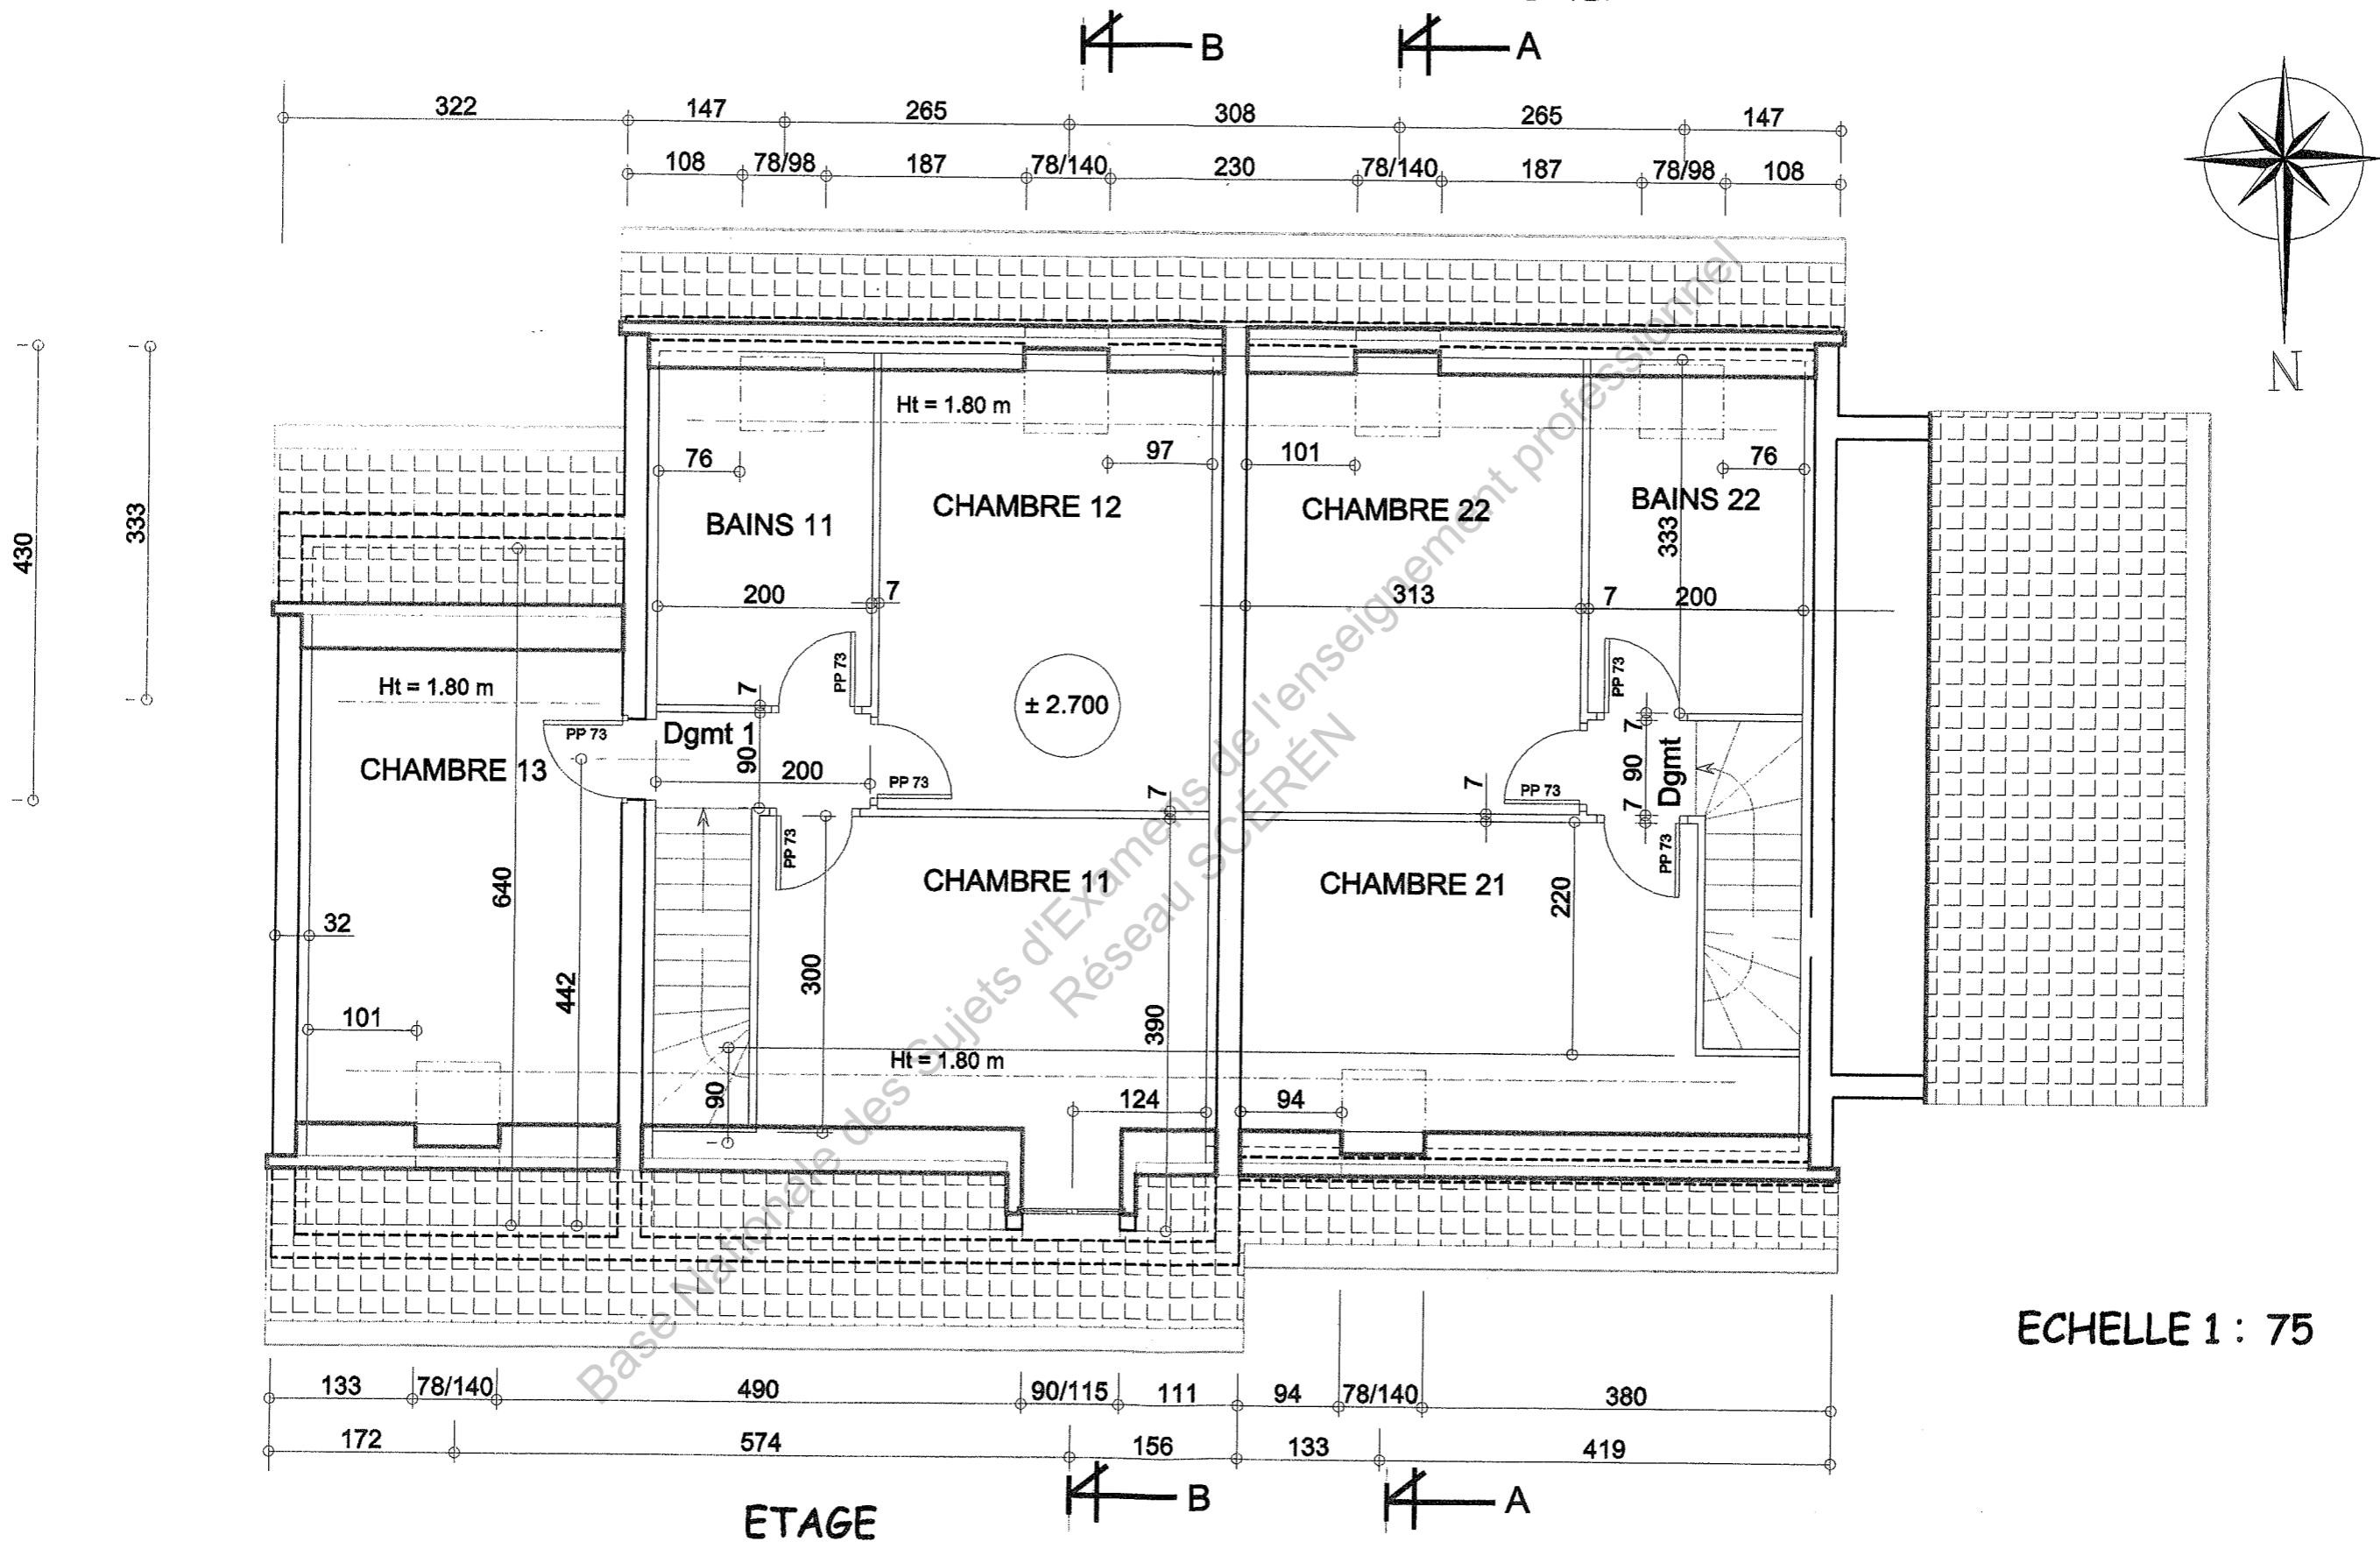 B
A
322
147
265
308
265
147
108
78/98
187
78/140
230
78/140
187
78/98
108
N
430
333
Ht = 1.80 m
76
97
101
76
BAINS 11
CHAMBRE 12
CHAMBRE 22
BAINS 22
333
200
7
313
7
200
PP 73
PP 73
Ht = 1.80 m
7
± 2.700
PP 73
Dgmt 1
CHAMBRE 13
90
200
PP 73
7
7
PP 73
7
90
7
Dgmt
PP 73
PP 73
640
CHAMBRE 11
CHAMBRE 21
220
32
442
300
101
390
Ht = 1.80 m
90
124
94
Base Nationale des Sujets d'Examens de l'enseignement professionnel
Réseau SCÉRÉN
ECHELLE 1 : 75
133
78/140
490
90/115
111
94
78/140
380
172
574
156
133
419
B
A
ETAGE